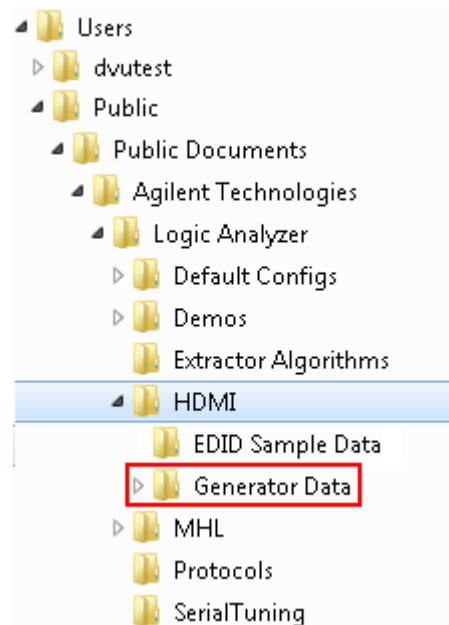 Users
dvutest
Public
Public Documents
Agilent Technologies
Logic Analyzer
Default Configs
Demos
Extractor Algorithms
HDMI
EDID Sample Data
Generator Data
MHL
Protocols
SerialTuning